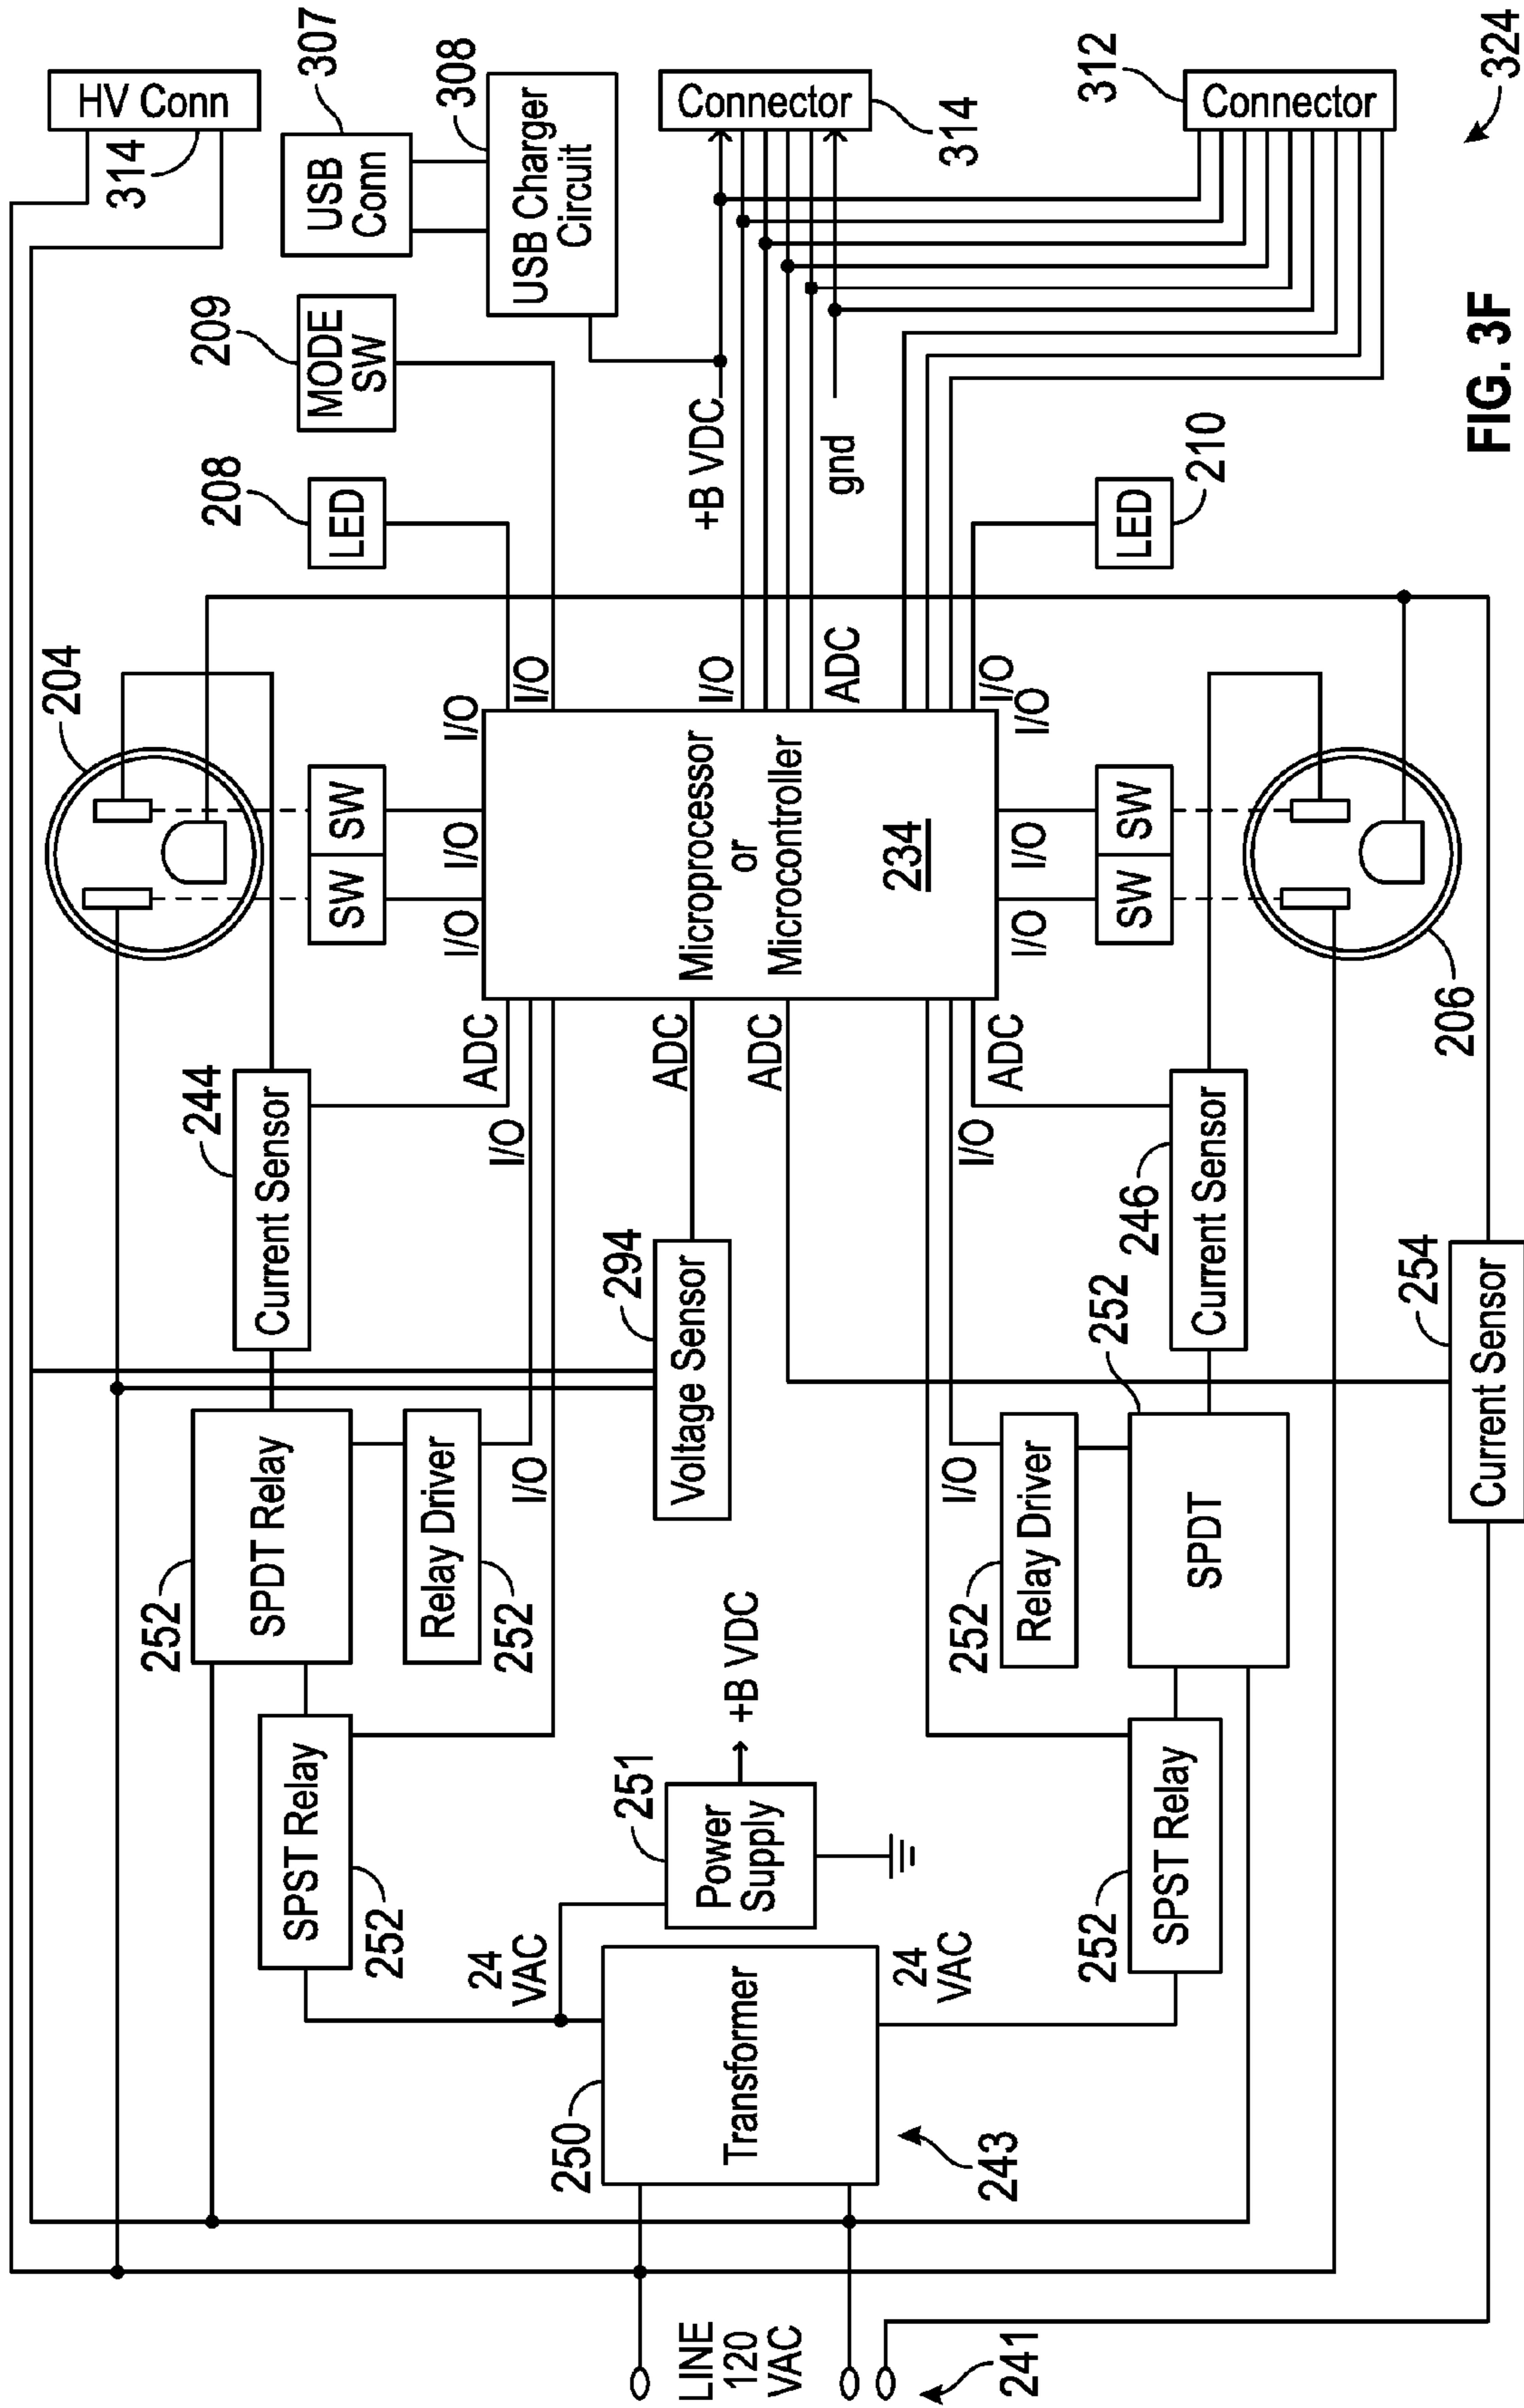 HV Conn
314
USB
Conn
307
USB Charger
Circuit
308
MODE
SW
209
LED
208
Connector
314
Connector
312
+B VDC
gnd
LED
210
204
SW
SW
I/O
I/O
I/O
I/O
I/O
ADC
I/O
I/O
Microprocessor
or
Microcontroller
234
I/O
I/O
SW
SW
206
Current Sensor
244
ADC
I/O
I/O
ADC
ADC
ADC
I/O
I/O
Voltage Sensor
294
Current Sensor
246
Current Sensor
254
SPDT Relay
252
Relay Driver
252
Relay Driver
252
SPDT
252
SPST Relay
252
SPST Relay
252
Power
Supply
251
+B VDC
24
VAC
24
VAC
Transformer
250
243
LINE
120
VAC
241
FIG. 3F
324